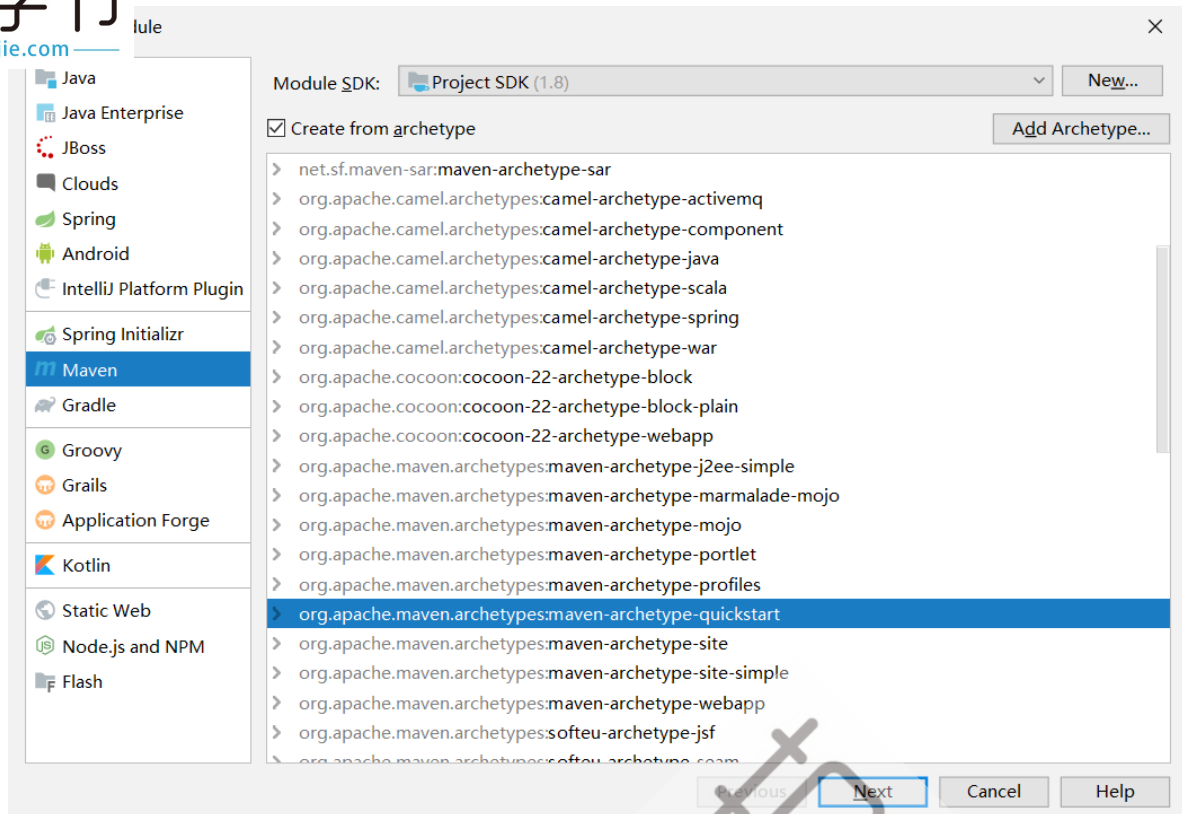 ie.com
dule
Java
Java Enterprise
JBoss
Clouds
Spring
Android
IntelliJ Platform Plugin
Spring Initializr
Maven
Gradle
Groovy
Grails
Application Forge
Kotlin
Static Web
Node.js and NPM
Flash
Module SDK:
Project SDK (1.8)
New...
Create from archetype
Add Archetype...
net.sf.maven-sar:maven-archetype-sar
org.apache.camel.archetypes:camel-archetype-activemq
org.apache.camel.archetypes:camel-archetype-component
org.apache.camel.archetypes:camel-archetype-java
org.apache.camel.archetypes:camel-archetype-scala
org.apache.camel.archetypes:camel-archetype-spring
org.apache.camel.archetypes:camel-archetype-war
org.apache.cocoon:cocoon-22-archetype-block
org.apache.cocoon:cocoon-22-archetype-block-plain
org.apache.cocoon:cocoon-22-archetype-webapp
org.apache.maven.archetypes:maven-archetype-j2ee-simple
org.apache.maven.archetypes:maven-archetype-marmalade-mojo
org.apache.maven.archetypes:maven-archetype-mojo
org.apache.maven.archetypes:maven-archetype-portlet
org.apache.maven.archetypes:maven-archetype-profiles
org.apache.maven.archetypes:maven-archetype-quickstart
org.apache.maven.archetypes:maven-archetype-site
org.apache.maven.archetypes:maven-archetype-site-simple
org.apache.maven.archetypes:maven-archetype-webapp
org.apache.maven.archetypes:softeu-archetype-jsf
org.apache.maven.archetypes:softeu-archetype-seam
Previous
Next
Cancel
Help